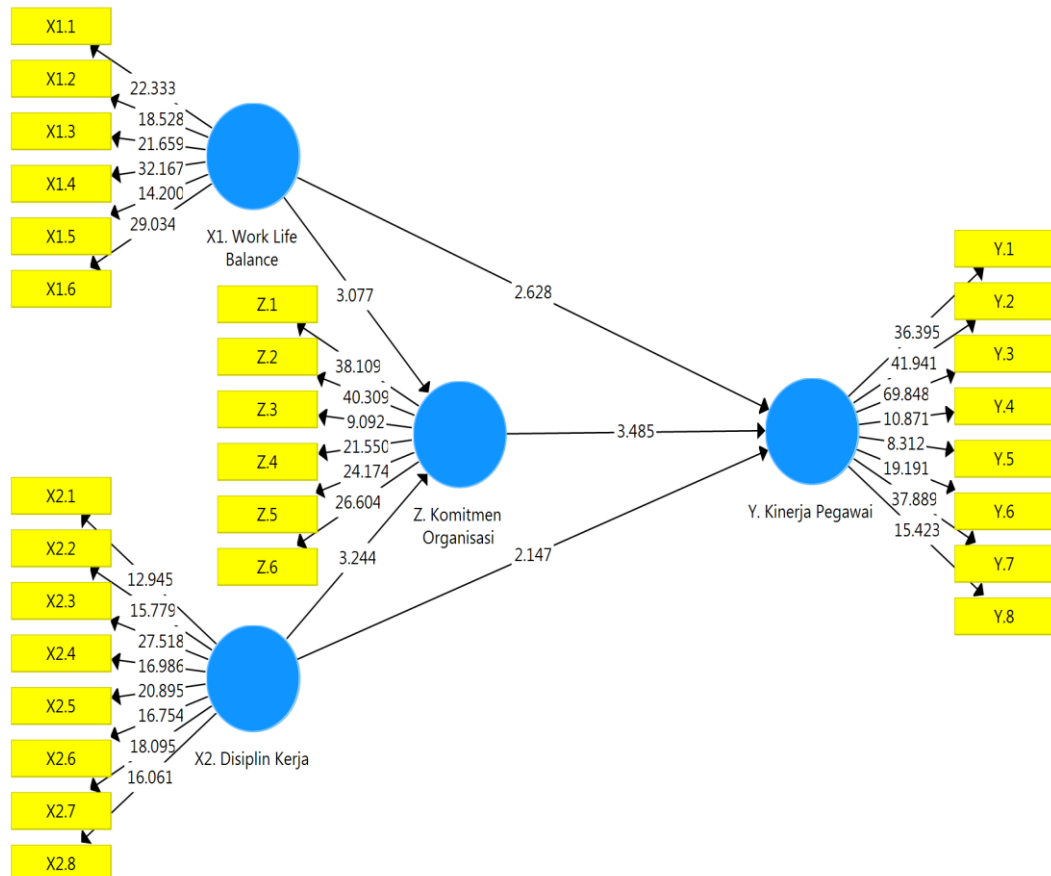 X1.1
X1.2
X1.3
X1.4
X1.5
X1.6
22.333
18.528
21.659
32.167
14.200
29.034
X1. Work Life
Balance
3.077
2.628
Z.1
Z.2
Z.3
Z.4
Z.5
Z.6
38.109
40.309
9.092
21.550
24.174
26.604
Z. Komitmen
Organisasi
3.485
3.244
2.147
Y.1
Y.2
Y.3
Y.4
Y.5
Y.6
Y.7
Y.8
36.395
41.941
69.848
10.871
8.312
19.191
37.889
15.423
Y. Kinerja Pegawai
X2.1
X2.2
X2.3
X2.4
X2.5
X2.6
X2.7
X2.8
12.945
15.779
27.518
16.986
20.895
16.754
18.095
16.061
X2. Disiplin Kerja